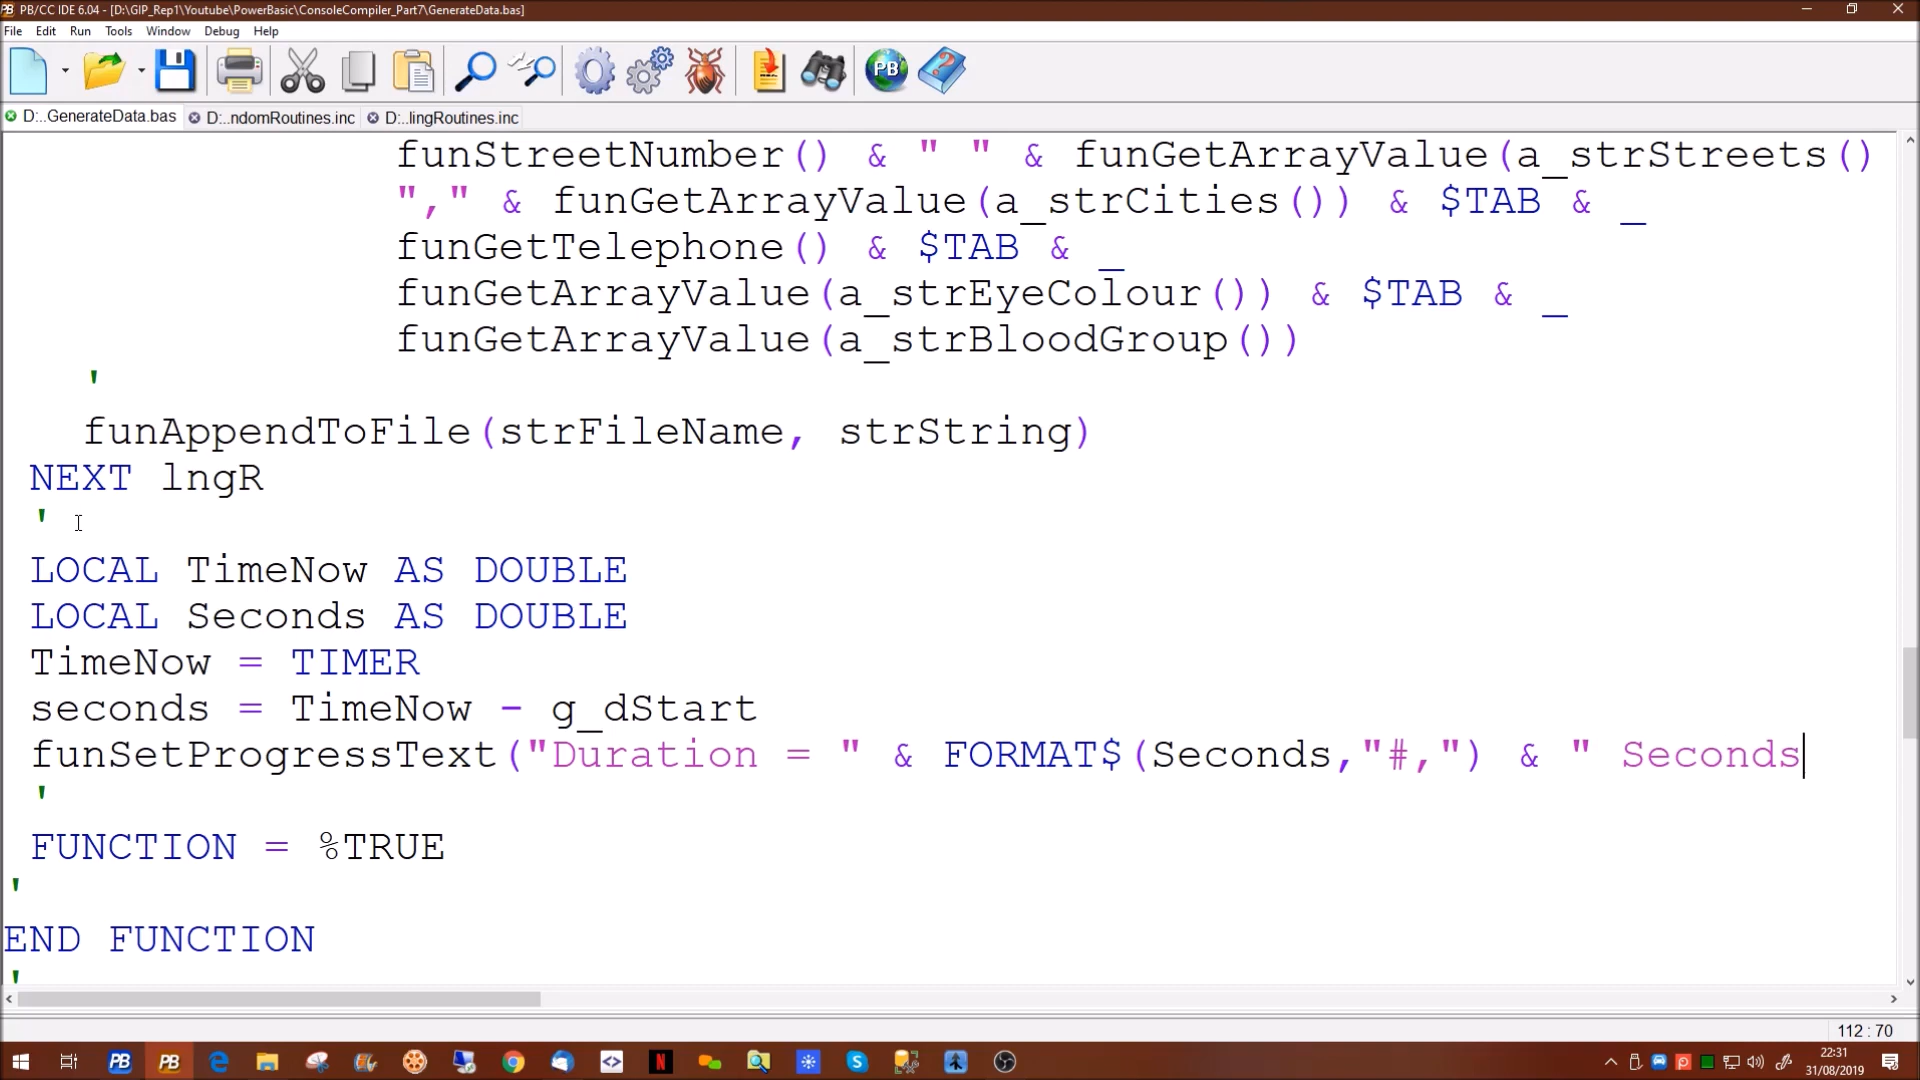 PB/CC IDE 6.04 - [D:\GIP_Rep1\Youtube\PowerBasic\ConsoleCompiler_Part7\GenerateData.bas]
File Edit Run Tools Window Debug Help
PB
D:..GenerateData.bas D:..ndomRoutines.inc D:..lingRoutines.inc
funStreetNumber() & " " & funGetArrayValue(a_strStreets()
"," & funGetArrayValue(a_strCities()) & $TAB & _
funGetTelephone() & $TAB & _
funGetArrayValue(a_strEyeColour()) & $TAB & _
funGetArrayValue(a_strBloodGroup())
'
funAppendToFile(strFileName, strString)
NEXT lngR
'
LOCAL TimeNow AS DOUBLE
LOCAL Seconds AS DOUBLE
TimeNow = TIMER
seconds = TimeNow - g_dStart
funSetProgressText("Duration = " & FORMAT$(Seconds,"#,") & " Seconds
'
FUNCTION = %TRUE
'
END FUNCTION
'
112 : 70
PB PB
22:31
31/08/2019